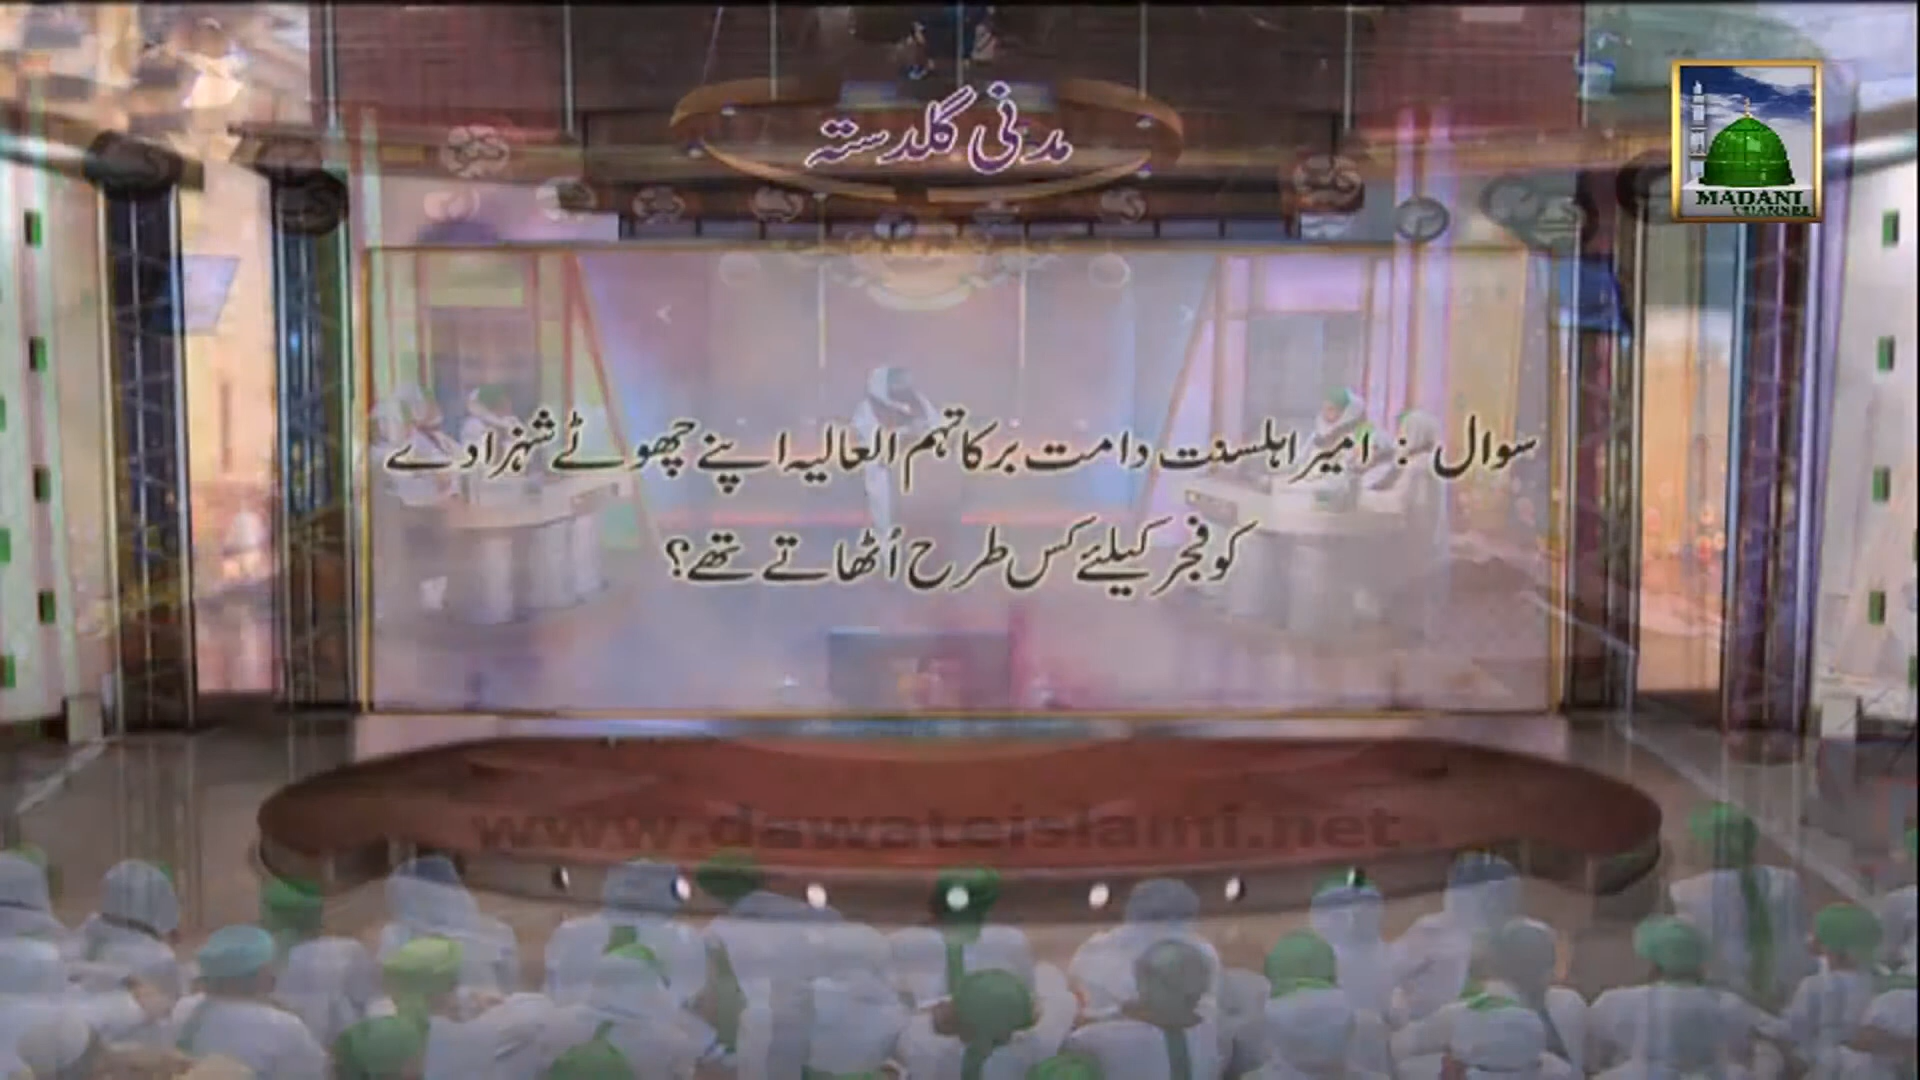 مدنی گلدستہ
MADANI
CHANNEL
سوال : امیر اہلسنت دامت برکاتہم العالیہ اپنے چھوٹے شہزادے
کو فجر کیلئے کس طرح اُٹھاتے تھے؟
www.dawateislami.net